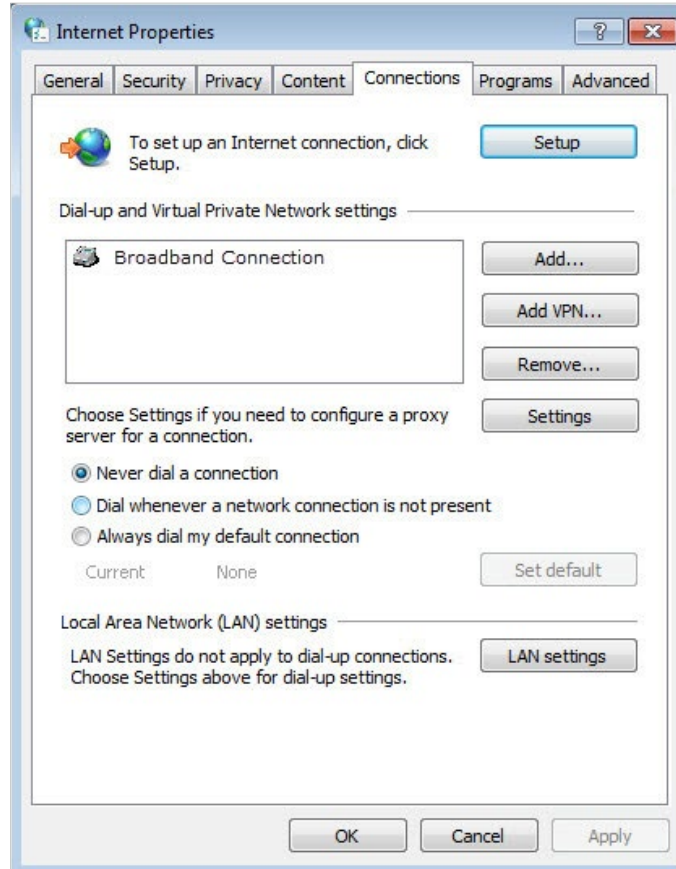 Internet Properties
?
General Security Privacy Content Connections Programs Advanced
To set up an Internet connection, click
Setup.
Setup
Dial-up and Virtual Private Network settings
Broadband Connection
Add...
Add VPN...
Remove...
Choose Settings if you need to configure a proxy
server for a connection.
Settings
Never dial a connection
Dial whenever a network connection is not present
Always dial my default connection
Current None
Set default
Local Area Network (LAN) settings
LAN Settings do not apply to dial-up connections.
Choose Settings above for dial-up settings.
LAN settings
OK Cancel Apply